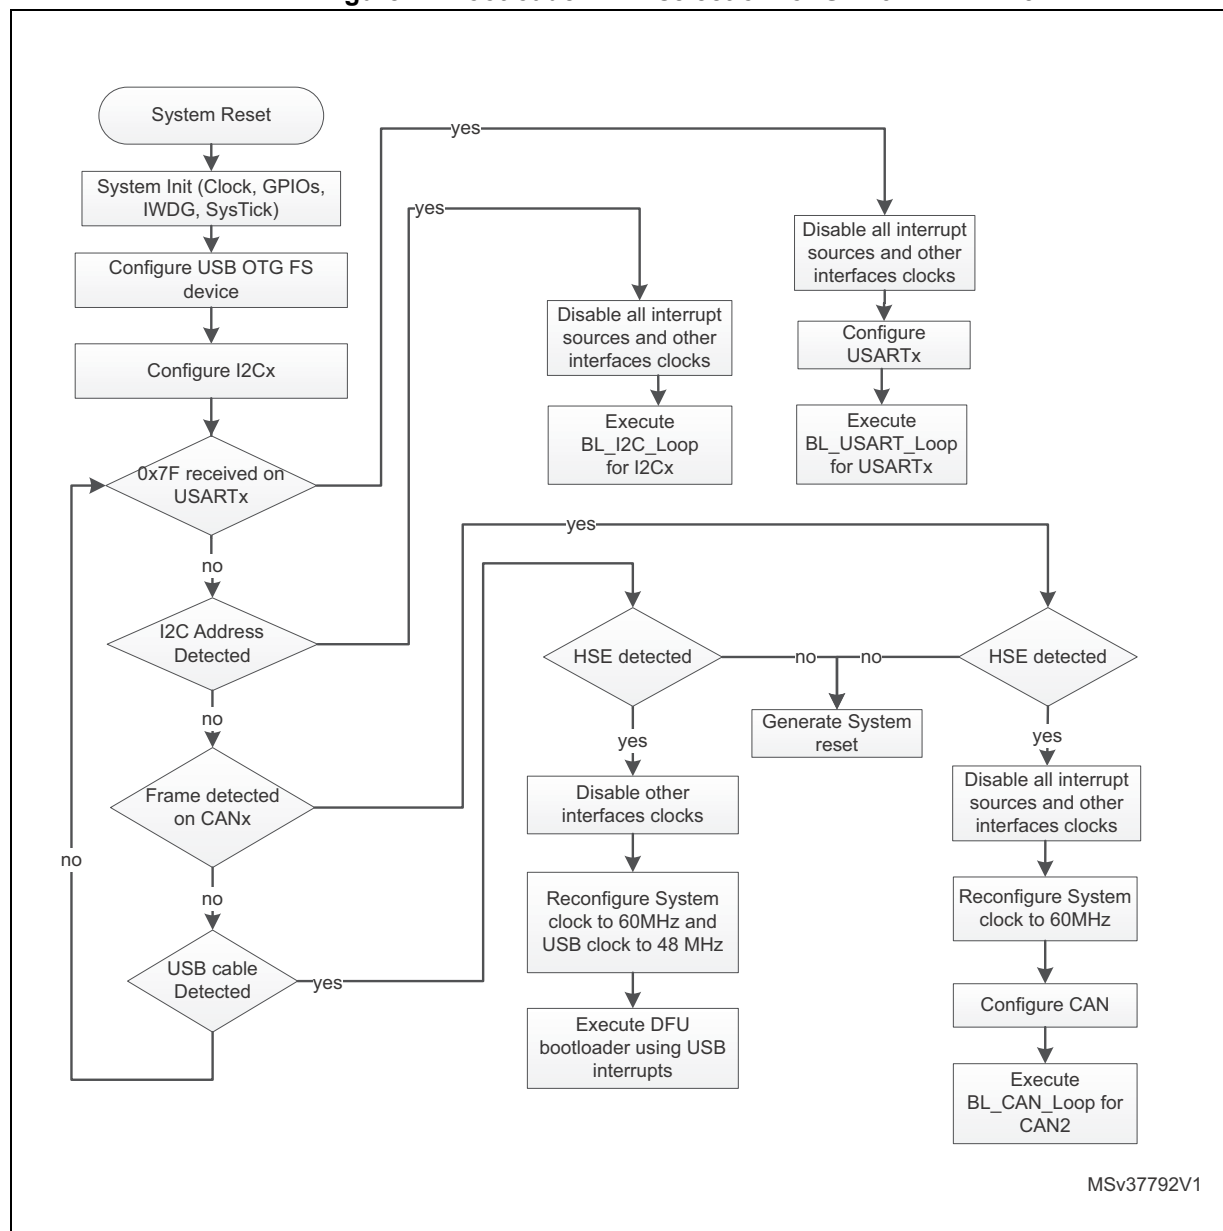 System Reset
System Init (Clock, GPIOs,
IWDG, SysTick)
Configure USB OTG FS
device
Configure I2Cx
0x7F received on
USARTx
yes
no
I2C Address
Detected
yes
no
Frame detected
on CANx
yes
no
USB cable
Detected
yes
no
Disable all interrupt
sources and other
interfaces clocks
Execute
BL_I2C_Loop
for I2Cx
Disable all interrupt
sources and other
interfaces clocks
Configure
USARTx
Execute
BL_USART_Loop
for USARTx
HSE detected
no
no
HSE detected
Generate System
reset
yes
Disable other
interfaces clocks
Reconfigure System
clock to 60MHz and
USB clock to 48 MHz
Execute DFU
bootloader using USB
interrupts
yes
Disable all interrupt
sources and other
interfaces clocks
Reconfigure System
clock to 60MHz
Configure CAN
Execute
BL_CAN_Loop for
CAN2
MSv37792V1